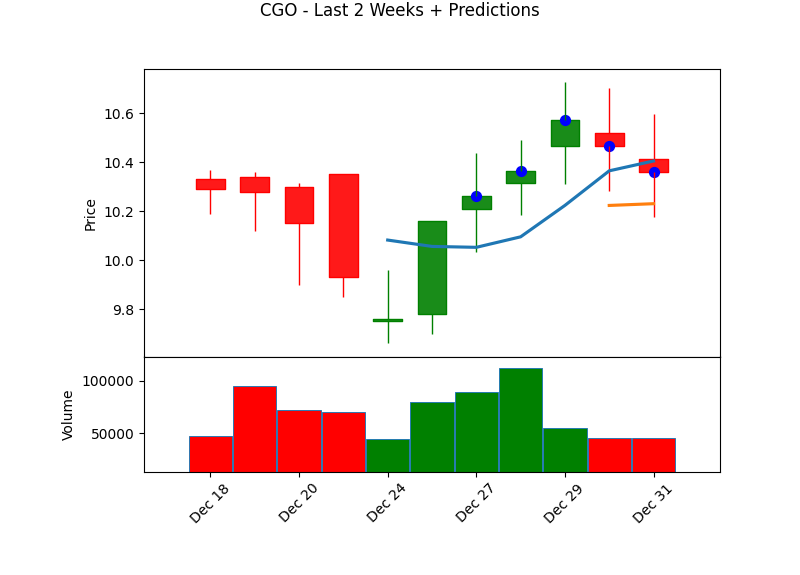 CGO - Last 2 Weeks + Predictions
10.6
10.4
10.2
10.0
9.8
Price
100000
50000
Volume
Dec 18
Dec 20
Dec 24
Dec 27
Dec 29
Dec 31